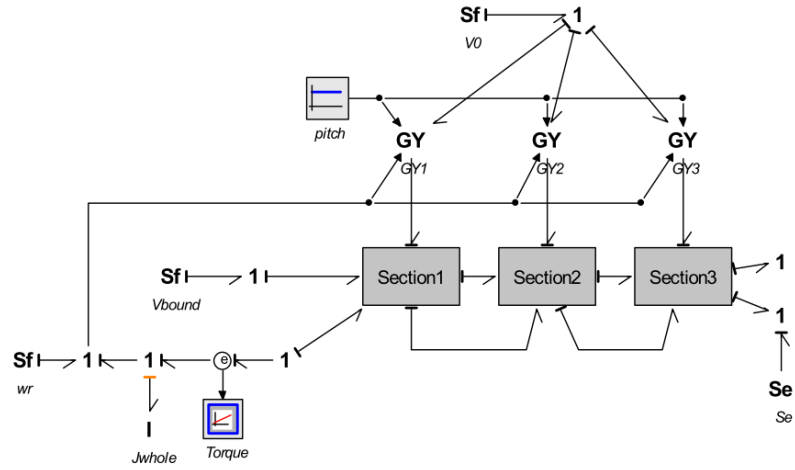 Sf 1
V0
pitch
GY GY GY
GY1 GY2 GY3
Sf 1 Section1 Section2 Section3 1
Vbound
1
Sf 1 1 e 1
wr
Se
Se
I
Jwhole Torque